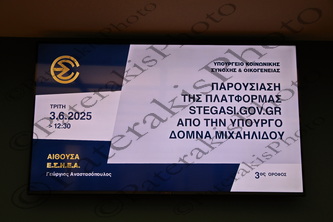 ΥΠΟΥΡΓΕΙΟ ΚΟΙΝΩΝΙΚΗΣ
ΣΥΝΟΧΗΣ & ΟΙΚΟΓΕΝΕΙΑΣ
ΤΡΙΤΗ
3.6.2025
12:30
ΠΑΡΟΥΣΙΑΣΗ
ΤΗΣ ΠΛΑΤΦΟΡΜΑΣ
STEGASI.GOV.GR
ΑΠΟ ΤΗΝ ΥΠΟΥΡΓΟ
ΔΟΜΝΑ ΜΙΧΑΗΛΙΔΟΥ
ΑΙΘΟΥΣΑ
Ε.Σ.Η.Ε.Α.
Γεώργιος Αναστασόπουλος
3ος ΟΡΟΦΟΣ
©PaterakisPhoto